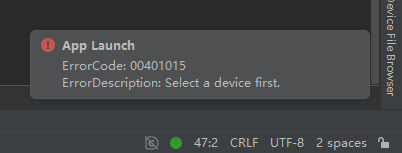 App Launch
ErrorCode: 00401015
ErrorDescription: Select a device first.
Device File Browser
47:2 CRLF UTF-8 2 spaces